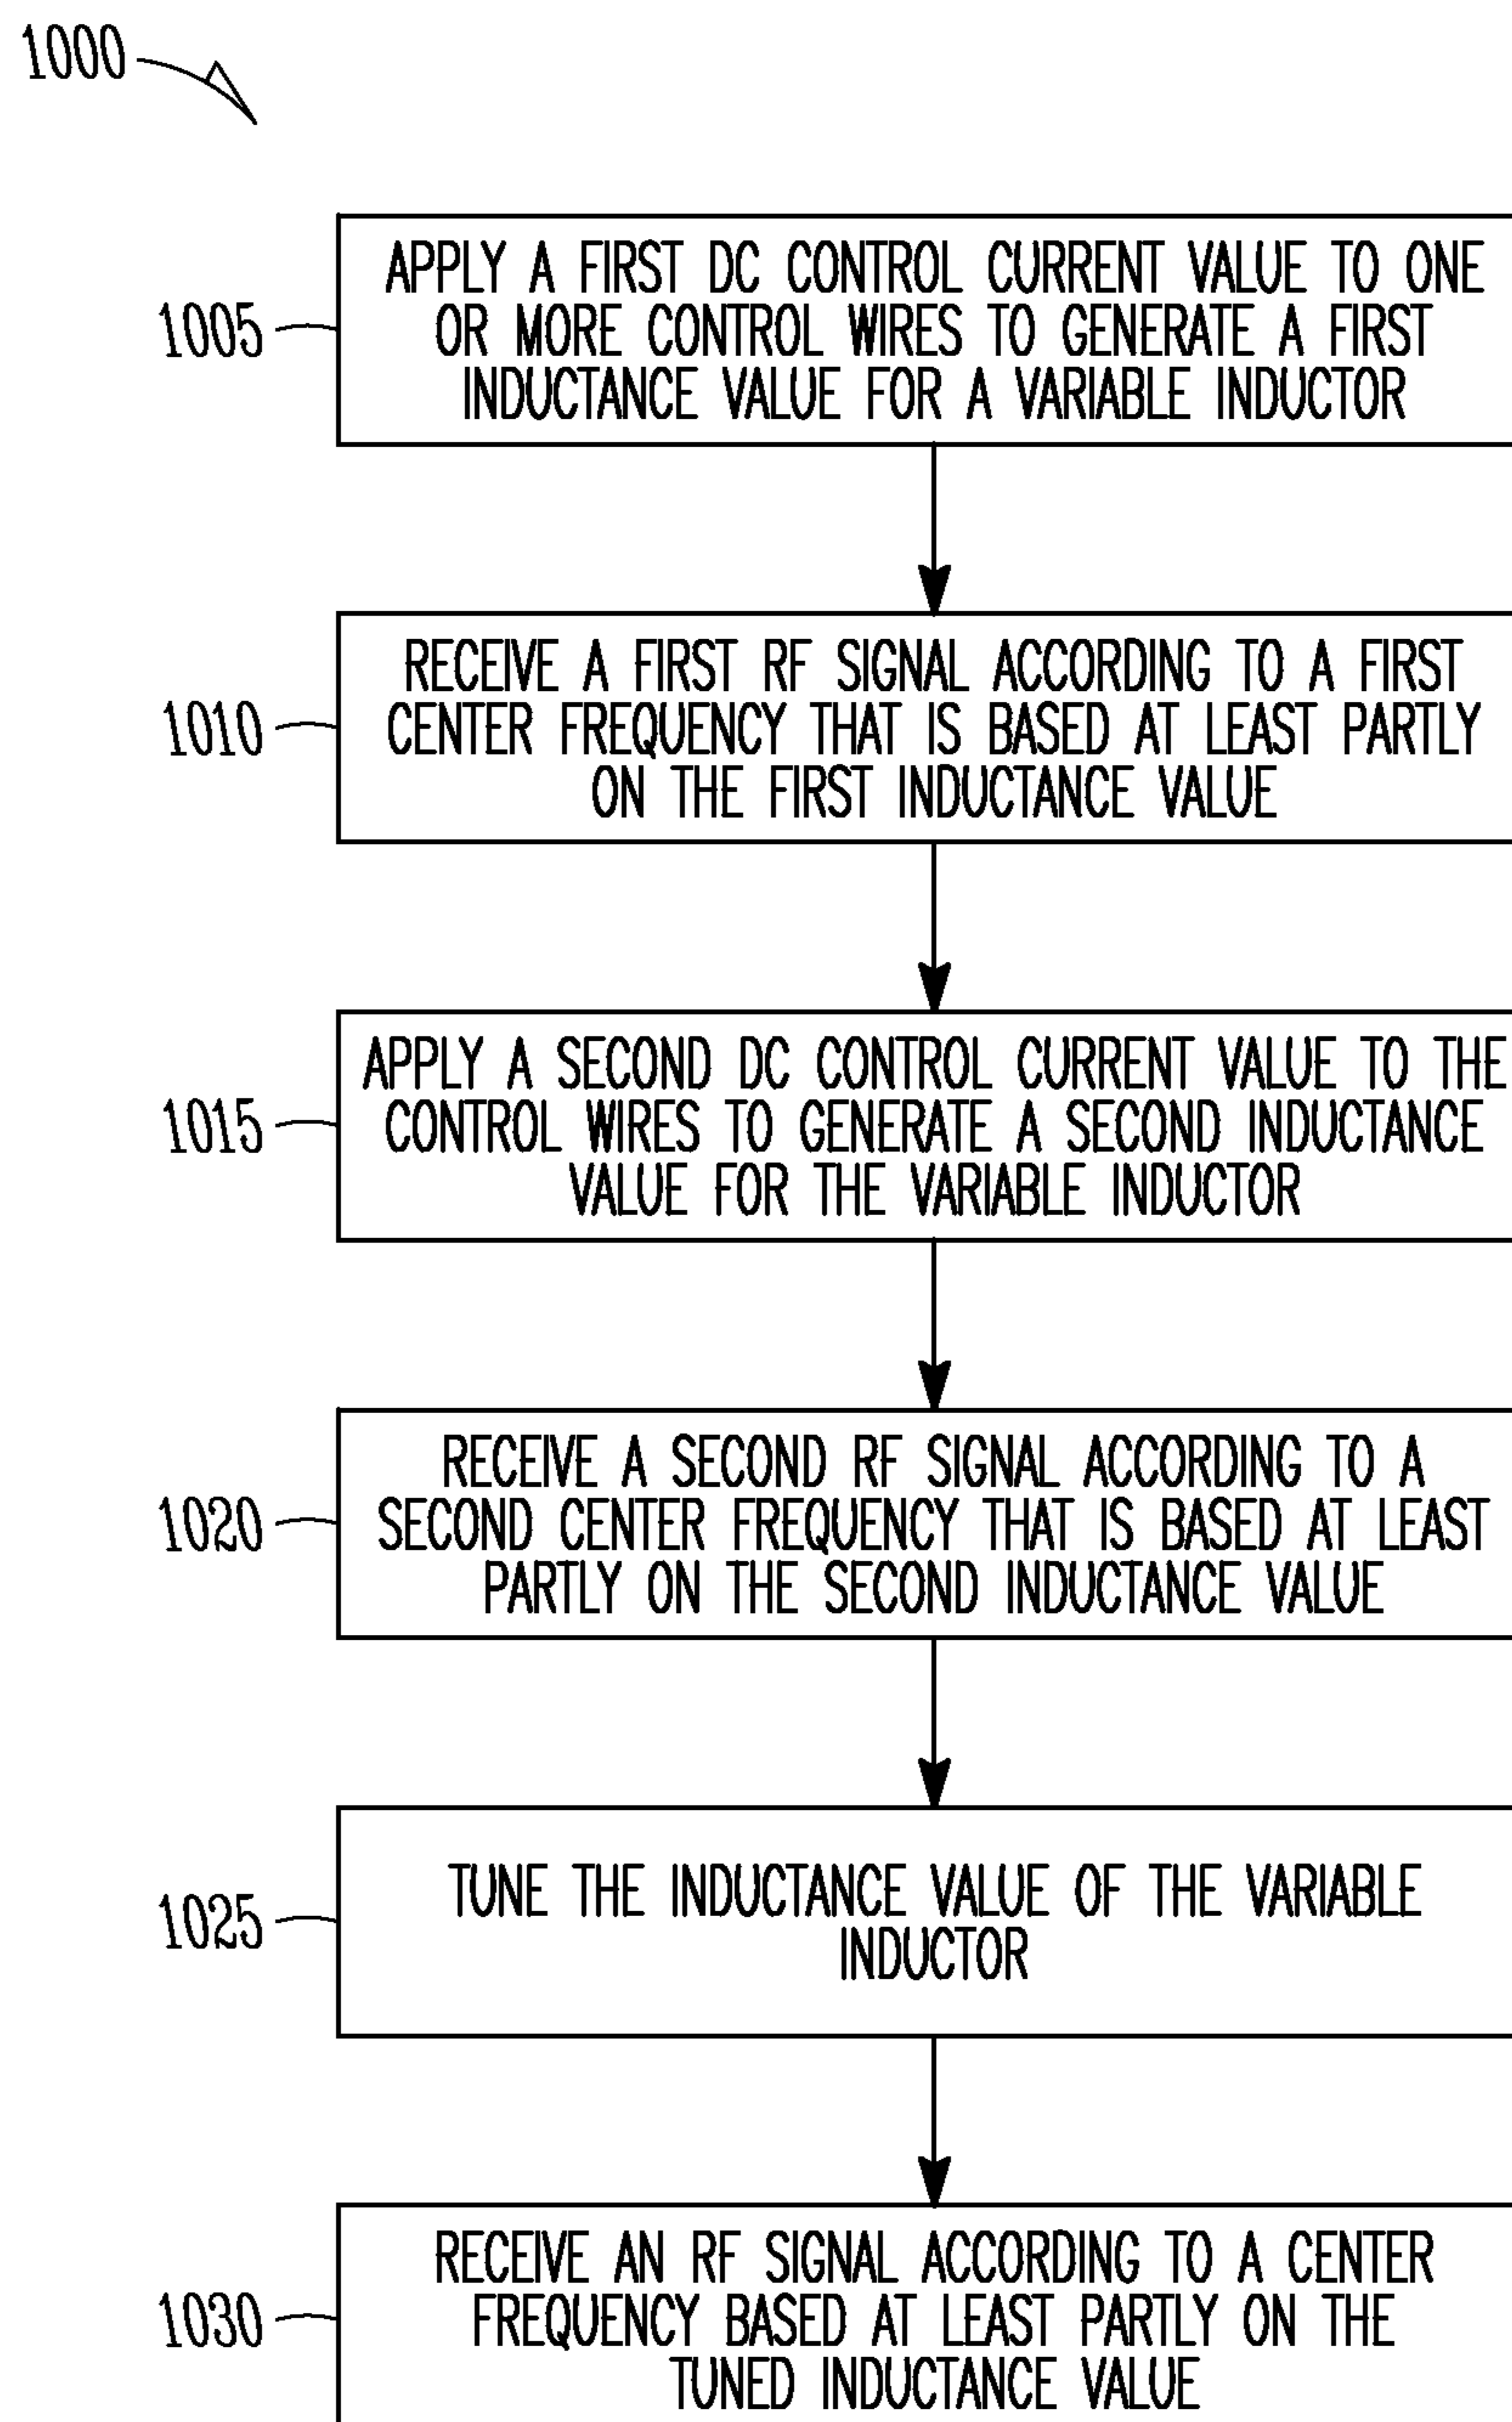 1000
1005
APPLY A FIRST DC CONTROL CURRENT VALUE TO ONE
OR MORE CONTROL WIRES TO GENERATE A FIRST
INDUCTANCE VALUE FOR A VARIABLE INDUCTOR
1010
RECEIVE A FIRST RF SIGNAL ACCORDING TO A FIRST
CENTER FREQUENCY THAT IS BASED AT LEAST PARTLY
ON THE FIRST INDUCTANCE VALUE
1015
APPLY A SECOND DC CONTROL CURRENT VALUE TO THE
CONTROL WIRES TO GENERATE A SECOND INDUCTANCE
VALUE FOR THE VARIABLE INDUCTOR
1020
RECEIVE A SECOND RF SIGNAL ACCORDING TO A
SECOND CENTER FREQUENCY THAT IS BASED AT LEAST
PARTLY ON THE SECOND INDUCTANCE VALUE
1025
TUNE THE INDUCTANCE VALUE OF THE VARIABLE
INDUCTOR
1030
RECEIVE AN RF SIGNAL ACCORDING TO A CENTER
FREQUENCY BASED AT LEAST PARTLY ON THE
TUNED INDUCTANCE VALUE